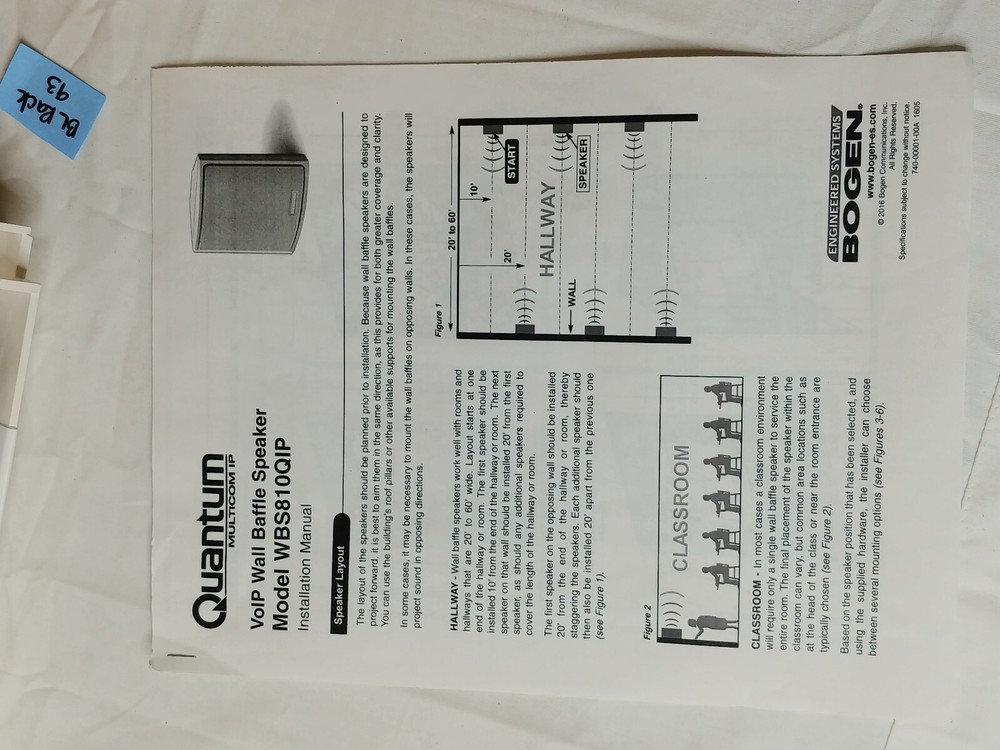 BL Rack
93
Quantum
MULTICOM IP
VoIP Wall Baffle Speaker
Model WBS810QIP
Installation Manual
Speaker Layout
The layout of the speakers should be planned prior to installation. Because wall baffle speakers are designed to
project forward, it is best to aim them in the same direction, as this provides for both greater coverage and clarity.
You can use the building's roof pillars or other available supports for mounting the wall baffles.
In some cases, it may be necessary to mount the wall baffles on opposing walls. In these cases, the speakers will
project sound in opposing directions.
HALLWAY - Wall baffle speakers work well with rooms and
hallways that are 20' to 60' wide. Layout starts at one
end of the hallway or room. The first speaker should be
installed 10' from the end of the hallway or room. The next
speaker on that wall should be installed 20' from the first
speaker, as should any additional speakers required to
cover the length of the hallway or room.
The first speaker on the opposing wall should be installed
20' from the end of the hallway or room, thereby
staggering the speakers. Each additional speaker should
then also be installed 20' apart from the previous one
(see Figure 1).
Figure 1
20' to 60'
10'
20'
START
HALLWAY
SPEAKER
WALL
Figure 2
CLASSROOM
CLASSROOM - In most cases a classroom environment
will require only a single wall baffle speaker to service the
entire room. The final placement of the speaker within the
classroom can vary, but common area locations such as
at the head of the class or near the room entrance are
typically chosen (see Figure 2).
Based on the speaker position that has been selected, and
using the supplied hardware, the installer can choose
between several mounting options (see Figures 3-6).
ENGINEERED SYSTEMS
BOGEN®
www.bogen-es.com
© 2016 Bogen Communications, Inc.
All Rights Reserved.
Specifications subject to change without notice.
740-00001-00A 1605